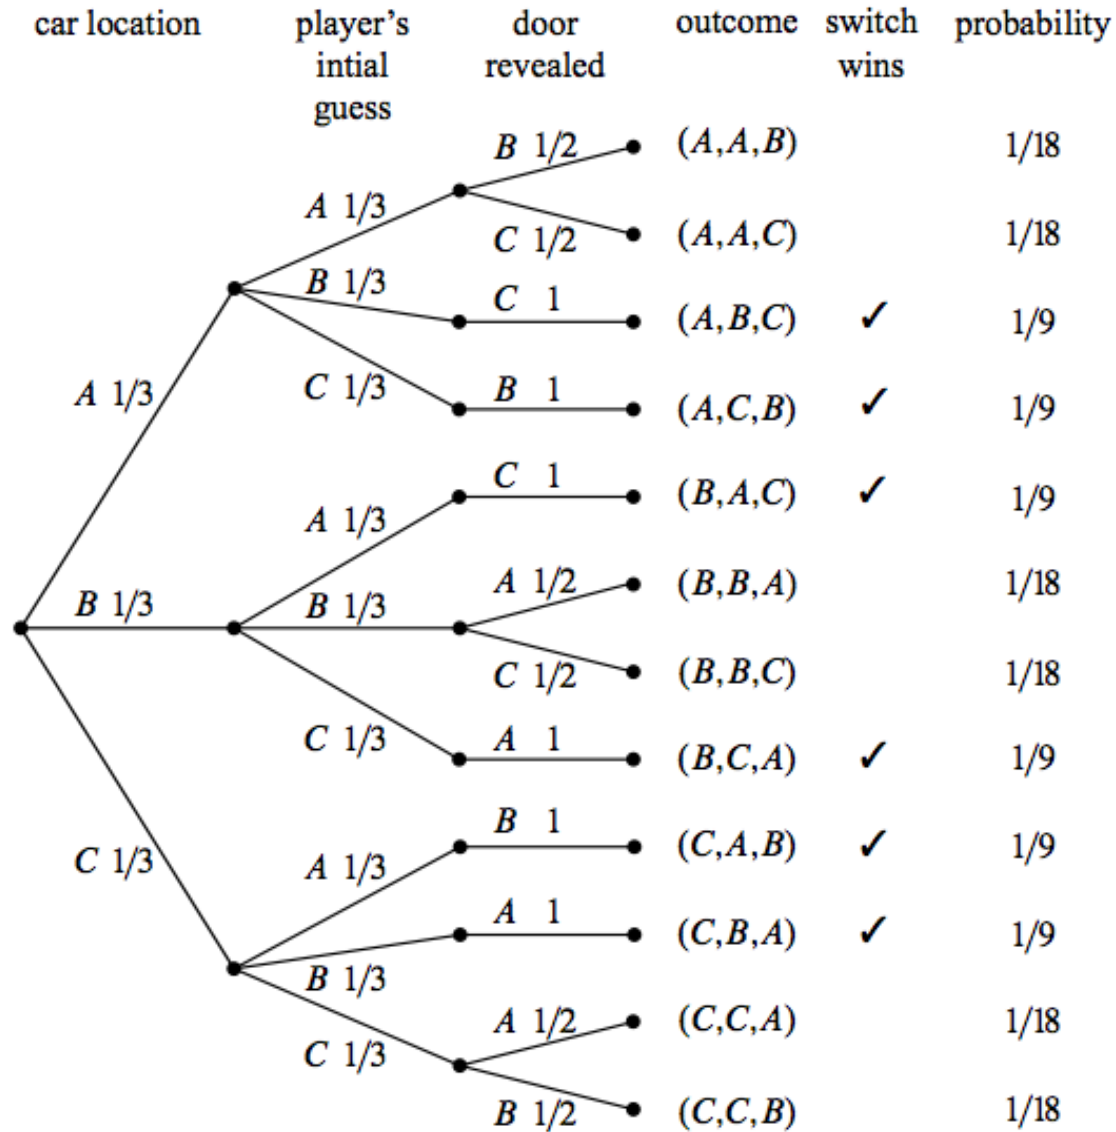 car location player's door outcome switch probability
intial revealed wins
guess
B 1/2 (A,A,B) 1/18
A 1/3
C 1/2 (A,A,C) 1/18
B 1/3 C 1 (A,B,C) ✓ 1/9
A 1/3 C 1/3 B 1 (A,C,B) ✓ 1/9
C 1 (B,A,C) ✓ 1/9
A 1/3
B 1/3 B 1/3 A 1/2 (B,B,A) 1/18
C 1/2 (B,B,C) 1/18
C 1/3 A 1 (B,C,A) ✓ 1/9
B 1 (C,A,B) ✓ 1/9
C 1/3 A 1/3
A 1 (C,B,A) ✓ 1/9
B 1/3
A 1/2 (C,C,A) 1/18
C 1/3
B 1/2 (C,C,B) 1/18